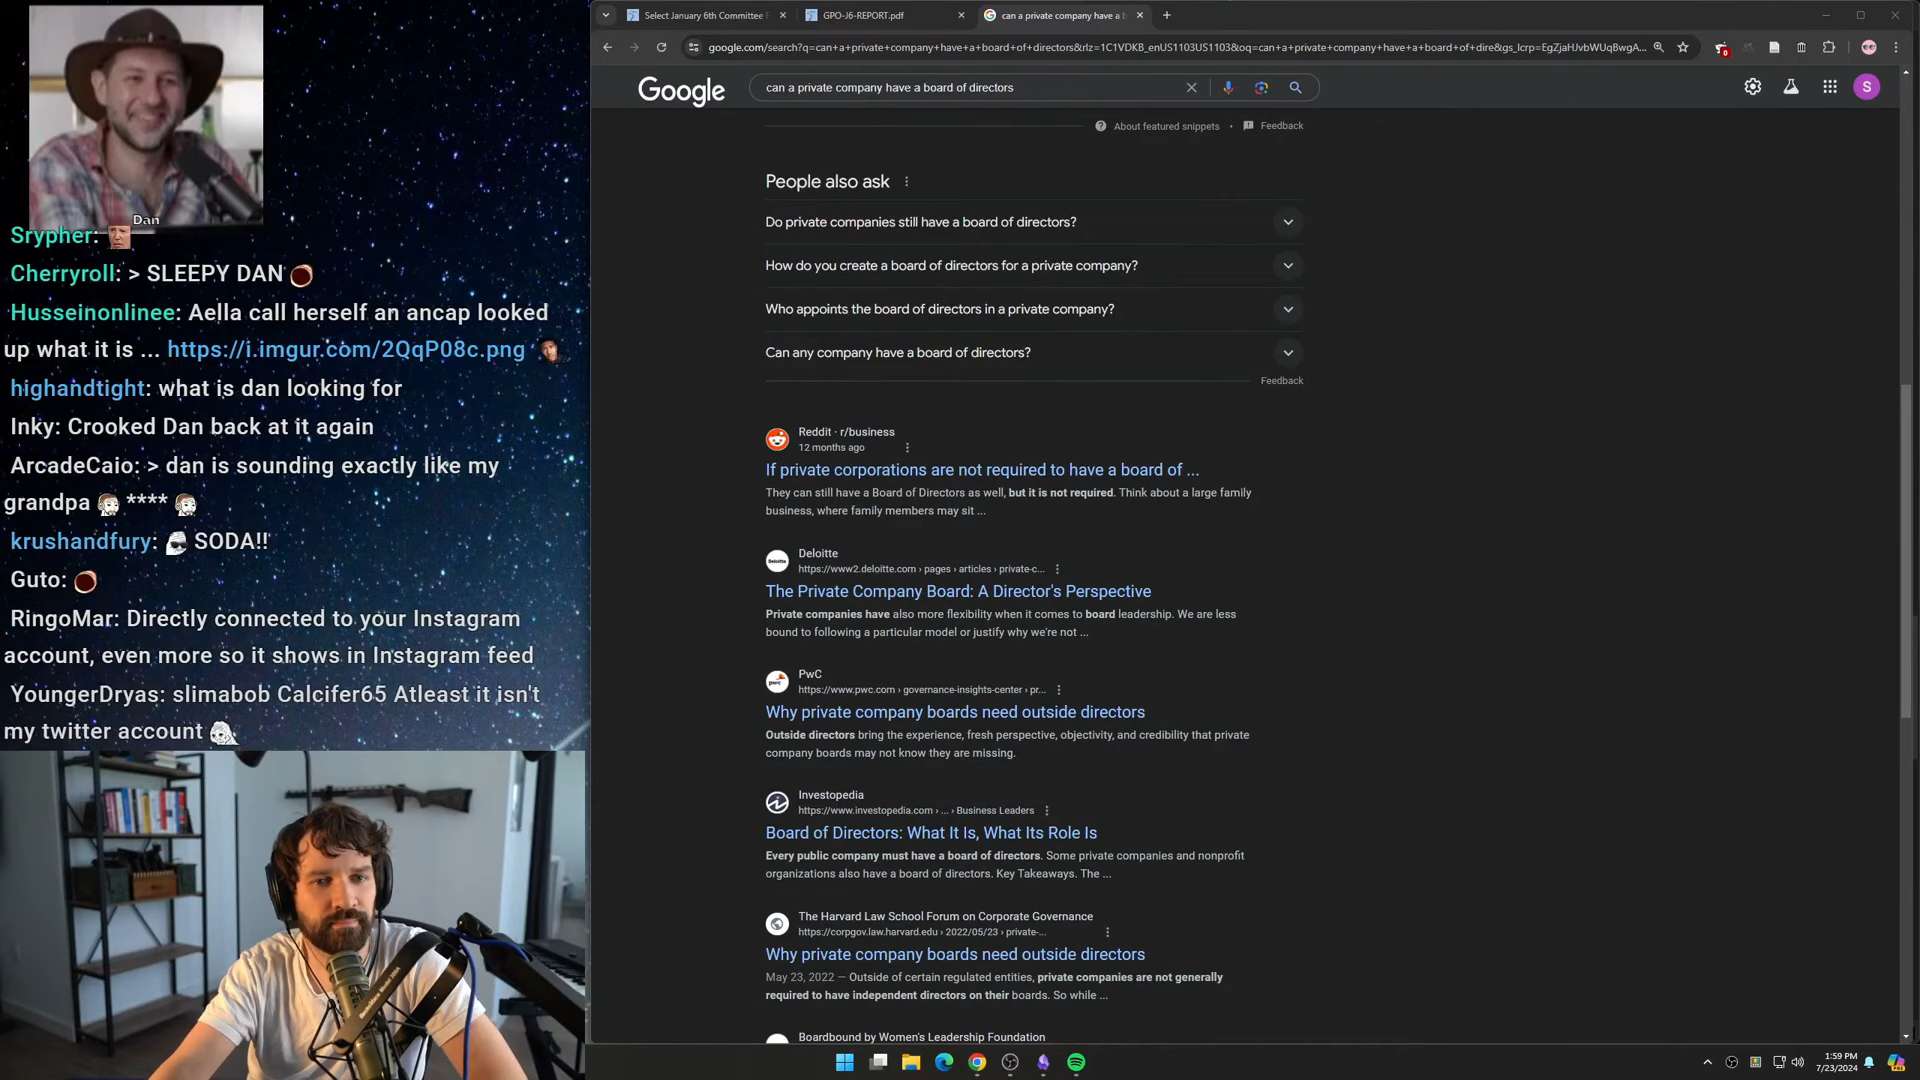 Select January 6th Committee F
GPO-J6-REPORT.pdf
can a private company have a b
google.com/search?q=can+a+private+company+have+a+board+of+directors&rlz=1C1VDKB_enUS1103US1103&oq=can+a+private+company+have+a+board+of+dire&gs_lcrp=EgZjaHJvbWUqBwgA...
0
Google
can a private company have a board of directors
S
About featured snippets
Feedback
People also ask
Do private companies still have a board of directors?
How do you create a board of directors for a private company?
Who appoints the board of directors in a private company?
Can any company have a board of directors?
Feedback
Reddit · r/business
12 months ago
If private corporations are not required to have a board of ...
They can still have a Board of Directors as well, but it is not required. Think about a large family
business, where family members may sit ...
Deloitte
https://www2.deloitte.com › pages › articles › private-c...
The Private Company Board: A Director's Perspective
Private companies have also more flexibility when it comes to board leadership. We are less
bound to following a particular model or justify why we're not ...
pwc
PwC
https://www.pwc.com › governance-insights-center › pr...
Why private company boards need outside directors
Outside directors bring the experience, fresh perspective, objectivity, and credibility that private
company boards may not know they are missing.
Investopedia
https://www.investopedia.com › ... › Business Leaders
Board of Directors: What It Is, What Its Role Is
Every public company must have a board of directors. Some private companies and nonprofit
organizations also have a board of directors. Key Takeaways. The ...
The Harvard Law School Forum on Corporate Governance
https://corpgov.law.harvard.edu › 2022/05/23 › private-...
Why private company boards need outside directors
May 23, 2022 — Outside of certain regulated entities, private companies are not generally
required to have independent directors on their boards. So while ...
Boardbound by Women's Leadership Foundation
1:59 PM
7/23/2024
Dan
Srypher:
Cherryroll: > SLEEPY DAN
Husseinonlinee: Aella call herself an ancap looked
up what it is ... https://i.imgur.com/2QqP08c.png
highandtight: what is dan looking for
Inky: Crooked Dan back at it again
ArcadeCaio: > dan is sounding exactly like my
grandpa **** 
krushandfury: SODA!!
Guto:
RingoMar: Directly connected to your Instagram
account, even more so it shows in Instagram feed
YoungerDryas: slimabob Calcifer65 Atleast it isn't
my twitter account